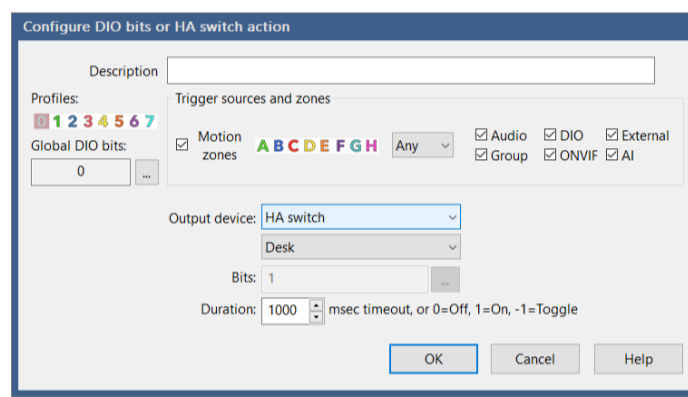 Configure DIO bits or HA switch action
Description
Profiles:
0 1 2 3 4 5 6 7
Global DIO bits:
0 ...
Trigger sources and zones
Motion zones A B C D E F G H Any
Audio DIO External
Group ONVIF AI
Output device: HA switch
Desk
Bits: 1 ...
Duration: 1000 msec timeout, or 0=Off, 1=On, -1=Toggle
OK Cancel Help